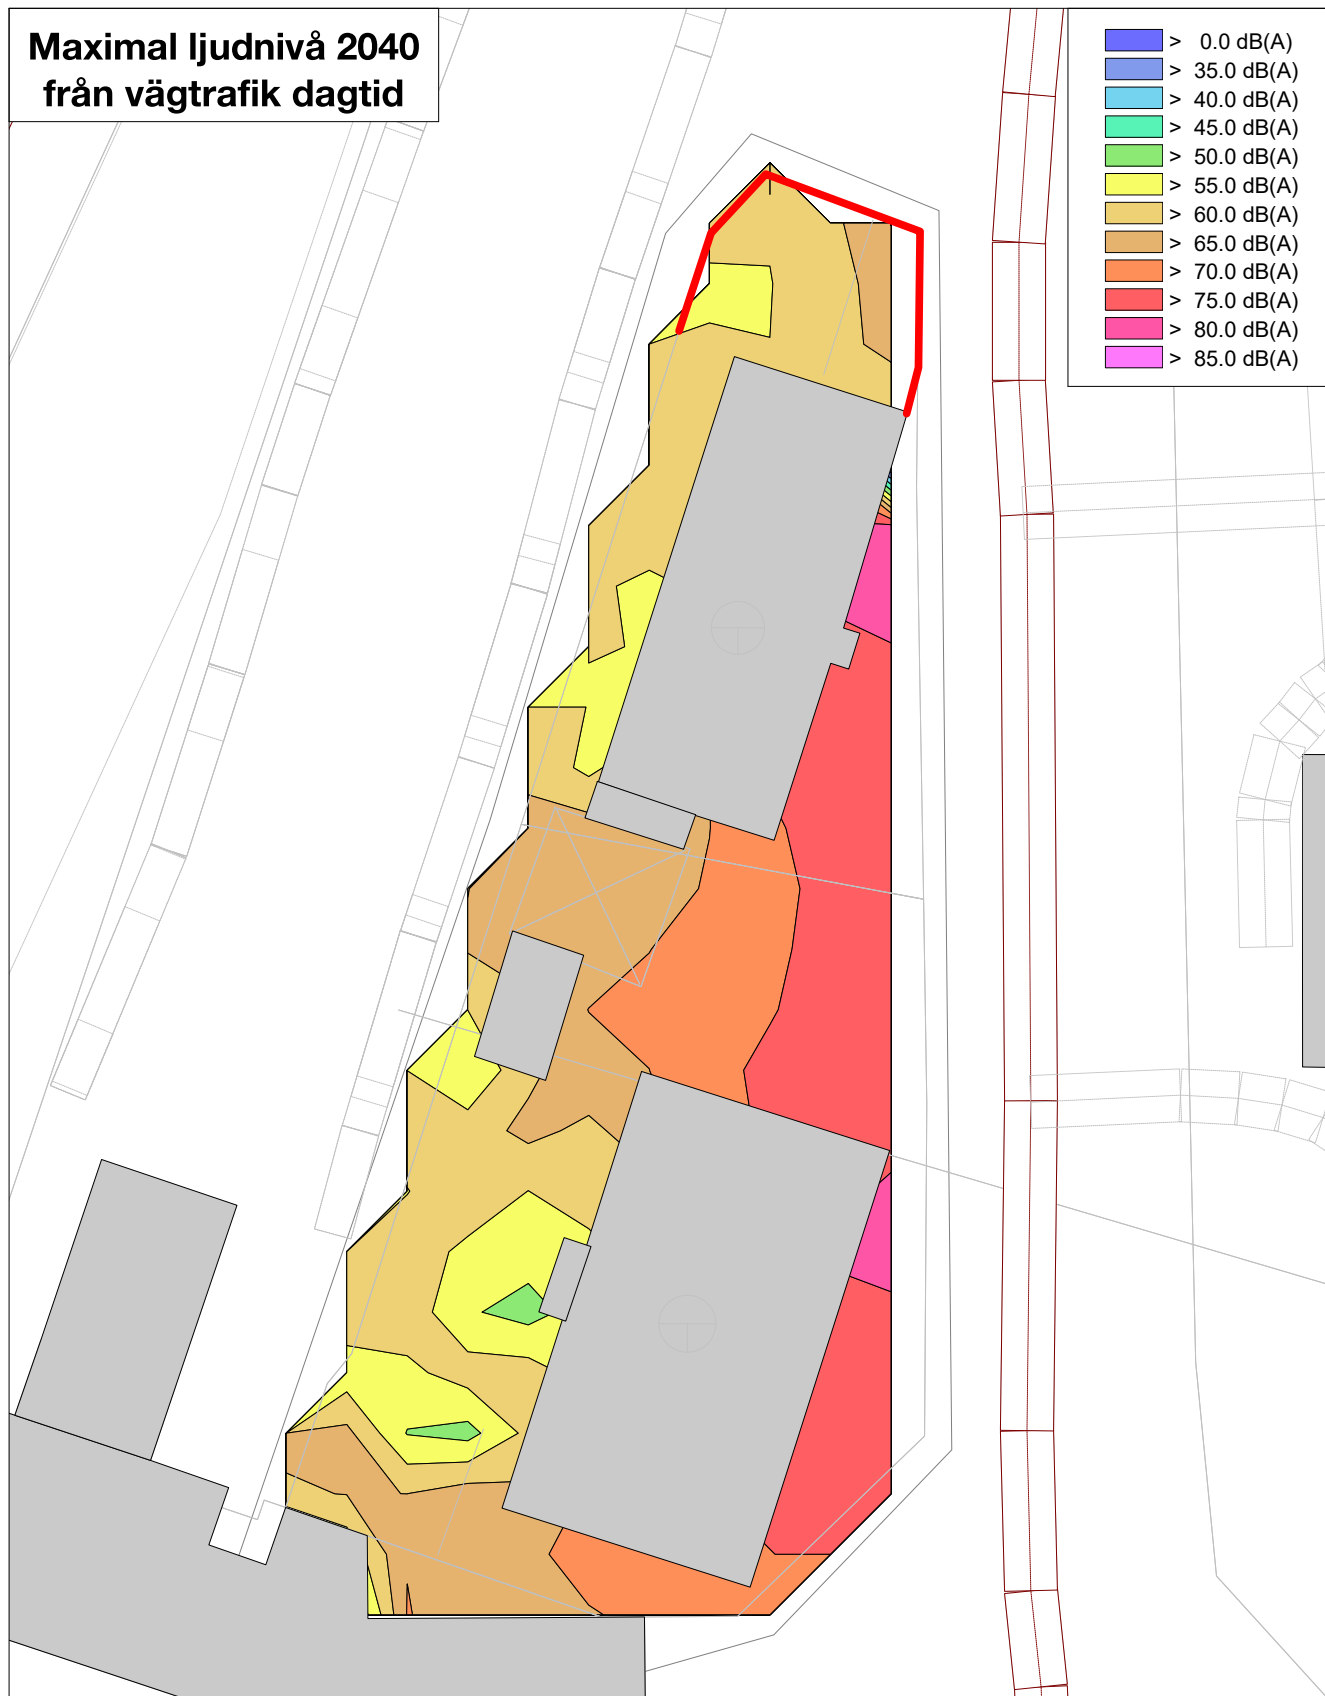 Maximal ljudnivå 2040
från vägtrafik dagtid
> 0.0 dB(A)
> 35.0 dB(A)
> 40.0 dB(A)
> 45.0 dB(A)
> 50.0 dB(A)
> 55.0 dB(A)
> 60.0 dB(A)
> 65.0 dB(A)
> 70.0 dB(A)
> 75.0 dB(A)
> 80.0 dB(A)
> 85.0 dB(A)